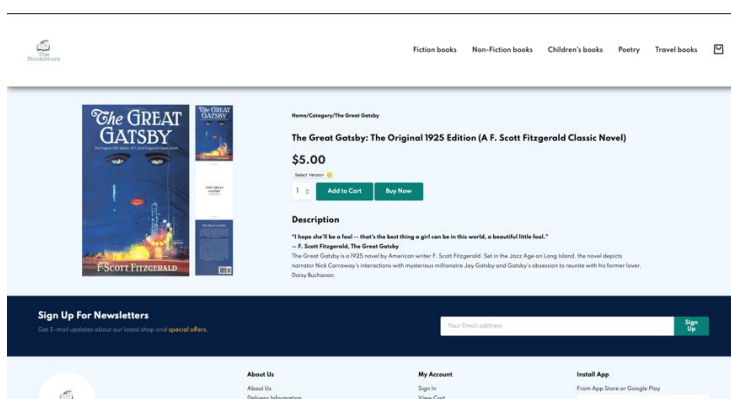 The
BookStore
Fiction books
Non-Fiction books
Children's books
Poetry
Travel books
The GREAT
GATSBY
F·SCOTT FITZGERALD
The GREAT
GATSBY
THE GREAT
GATSBY
Home/Category/The Great Gatsby
The Great Gatsby: The Original 1925 Edition (A F. Scott Fitzgerald Classic Novel)
$5.00
Select Version
1
Add to Cart
Buy Now
Description
"I hope she'll be a fool -- that's the best thing a girl can be in this world, a beautiful little fool."
— F. Scott Fitzgerald, The Great Gatsby
The Great Gatsby is a 1925 novel by American writer F. Scott Fitzgerald. Set in the Jazz Age on Long Island, the novel depicts
narrator Nick Carraway's interactions with mysterious millionaire Jay Gatsby and Gatsby's obsession to reunite with his former lover,
Daisy Buchanan.
Sign Up For Newsletters
Get E-mail updates about our latest shop and special offers.
Your Email address
Sign
Up
About Us
My Account
Install App
About Us
Sign In
From App Store or Google Play
Delivery Information
View Cart